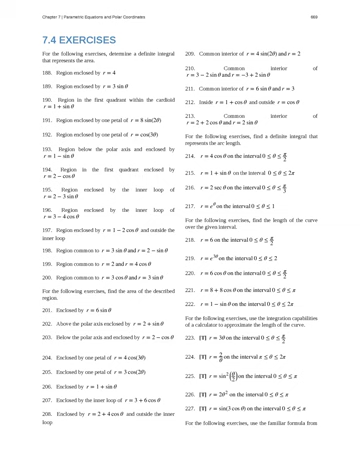 Chapter 7 | Parametric Equations and Polar Coordinates 669
7.4 EXERCISES
For the following exercises, determine a definite integral
that represents the area.
188. Region enclosed by r = 4
189. Region enclosed by r = 3 sin θ
190. Region in the first quadrant within the cardioid
r = 1 + sin θ
191. Region enclosed by one petal of r = 8 sin(2θ)
192. Region enclosed by one petal of r = cos(3θ)
193. Region below the polar axis and enclosed by
r = 1 − sin θ
194. Region in the first quadrant enclosed by
r = 2 − cos θ
195. Region enclosed by the inner loop of
r = 2 − 3 sin θ
196. Region enclosed by the inner loop of
r = 3 − 4 cos θ
197. Region enclosed by r = 1 − 2 cos θ and outside the
inner loop
198. Region common to r = 3 sin θ and r = 2 − sin θ
199. Region common to r = 2 and r = 4 cos θ
200. Region common to r = 3 cos θ and r = 3 sin θ
For the following exercises, find the area of the described
region.
201. Enclosed by r = 6 sin θ
202. Above the polar axis enclosed by r = 2 + sin θ
203. Below the polar axis and enclosed by r = 2 − cos θ
204. Enclosed by one petal of r = 4 cos(3θ)
205. Enclosed by one petal of r = 3 cos(2θ)
206. Enclosed by r = 1 + sin θ
207. Enclosed by the inner loop of r = 3 + 6 cos θ
208. Enclosed by r = 2 + 4 cos θ and outside the inner
loop
209. Common interior of r = 4 sin(2θ) and r = 2
210. Common interior of
r = 3 − 2 sin θ and r = −3 + 2 sin θ
211. Common interior of r = 6 sin θ and r = 3
212. Inside r = 1 + cos θ and outside r = cos θ
213. Common interior of
r = 2 + 2 cos θ and r = 2 sin θ
For the following exercises, find a definite integral that
represents the arc length.
214. r = 4 cos θ on the interval 0 ≤ θ ≤ π/2
215. r = 1 + sin θ on the interval 0 ≤ θ ≤ 2π
216. r = 2 sec θ on the interval 0 ≤ θ ≤ π/3
217. r = e^θ on the interval 0 ≤ θ ≤ 1
For the following exercises, find the length of the curve
over the given interval.
218. r = 6 on the interval 0 ≤ θ ≤ π/2
219. r = e^3θ on the interval 0 ≤ θ ≤ 2
220. r = 6 cos θ on the interval 0 ≤ θ ≤ π/2
221. r = 8 + 8 cos θ on the interval 0 ≤ θ ≤ π
222. r = 1 − sin θ on the interval 0 ≤ θ ≤ 2π
For the following exercises, use the integration capabilities
of a calculator to approximate the length of the curve.
223. [T] r = 3θ on the interval 0 ≤ θ ≤ π/2
224. [T] r = 2/θ on the interval π ≤ θ ≤ 2π
225. [T] r = sin²(θ/2) on the interval 0 ≤ θ ≤ π
226. [T] r = 2θ² on the interval 0 ≤ θ ≤ π
227. [T] r = sin(3 cos θ) on the interval 0 ≤ θ ≤ π
For the following exercises, use the familiar formula from